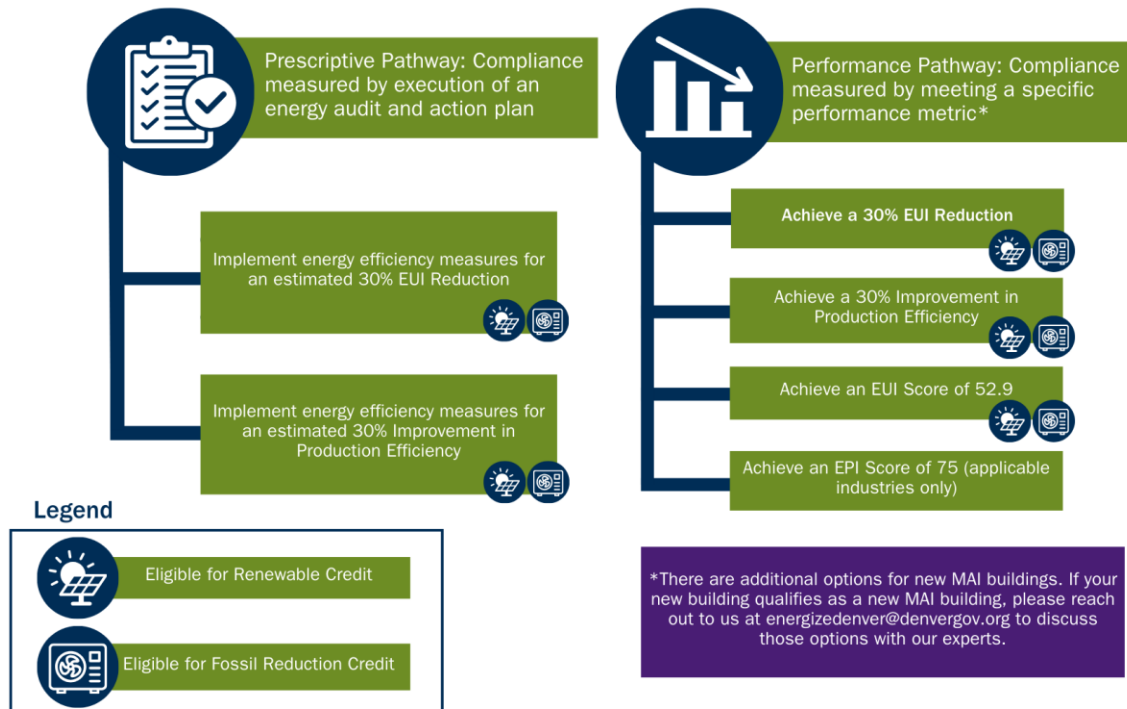 Prescriptive Pathway: Compliance
measured by execution of an
energy audit and action plan
Implement energy efficiency measures for
an estimated 30% EUI Reduction
Implement energy efficiency measures for
an estimated 30% Improvement in
Production Efficiency
Performance Pathway: Compliance
measured by meeting a specific
performance metric*
Achieve a 30% EUI Reduction
Achieve a 30% Improvement in
Production Efficiency
Achieve an EUI Score of 52.9
Achieve an EPI Score of 75 (applicable
industries only)
Legend
Eligible for Renewable Credit
Eligible for Fossil Reduction Credit
*There are additional options for new MAI buildings. If your
new building qualifies as a new MAI building, please reach
out to us at energizedenver@denvergov.org to discuss
those options with our experts.